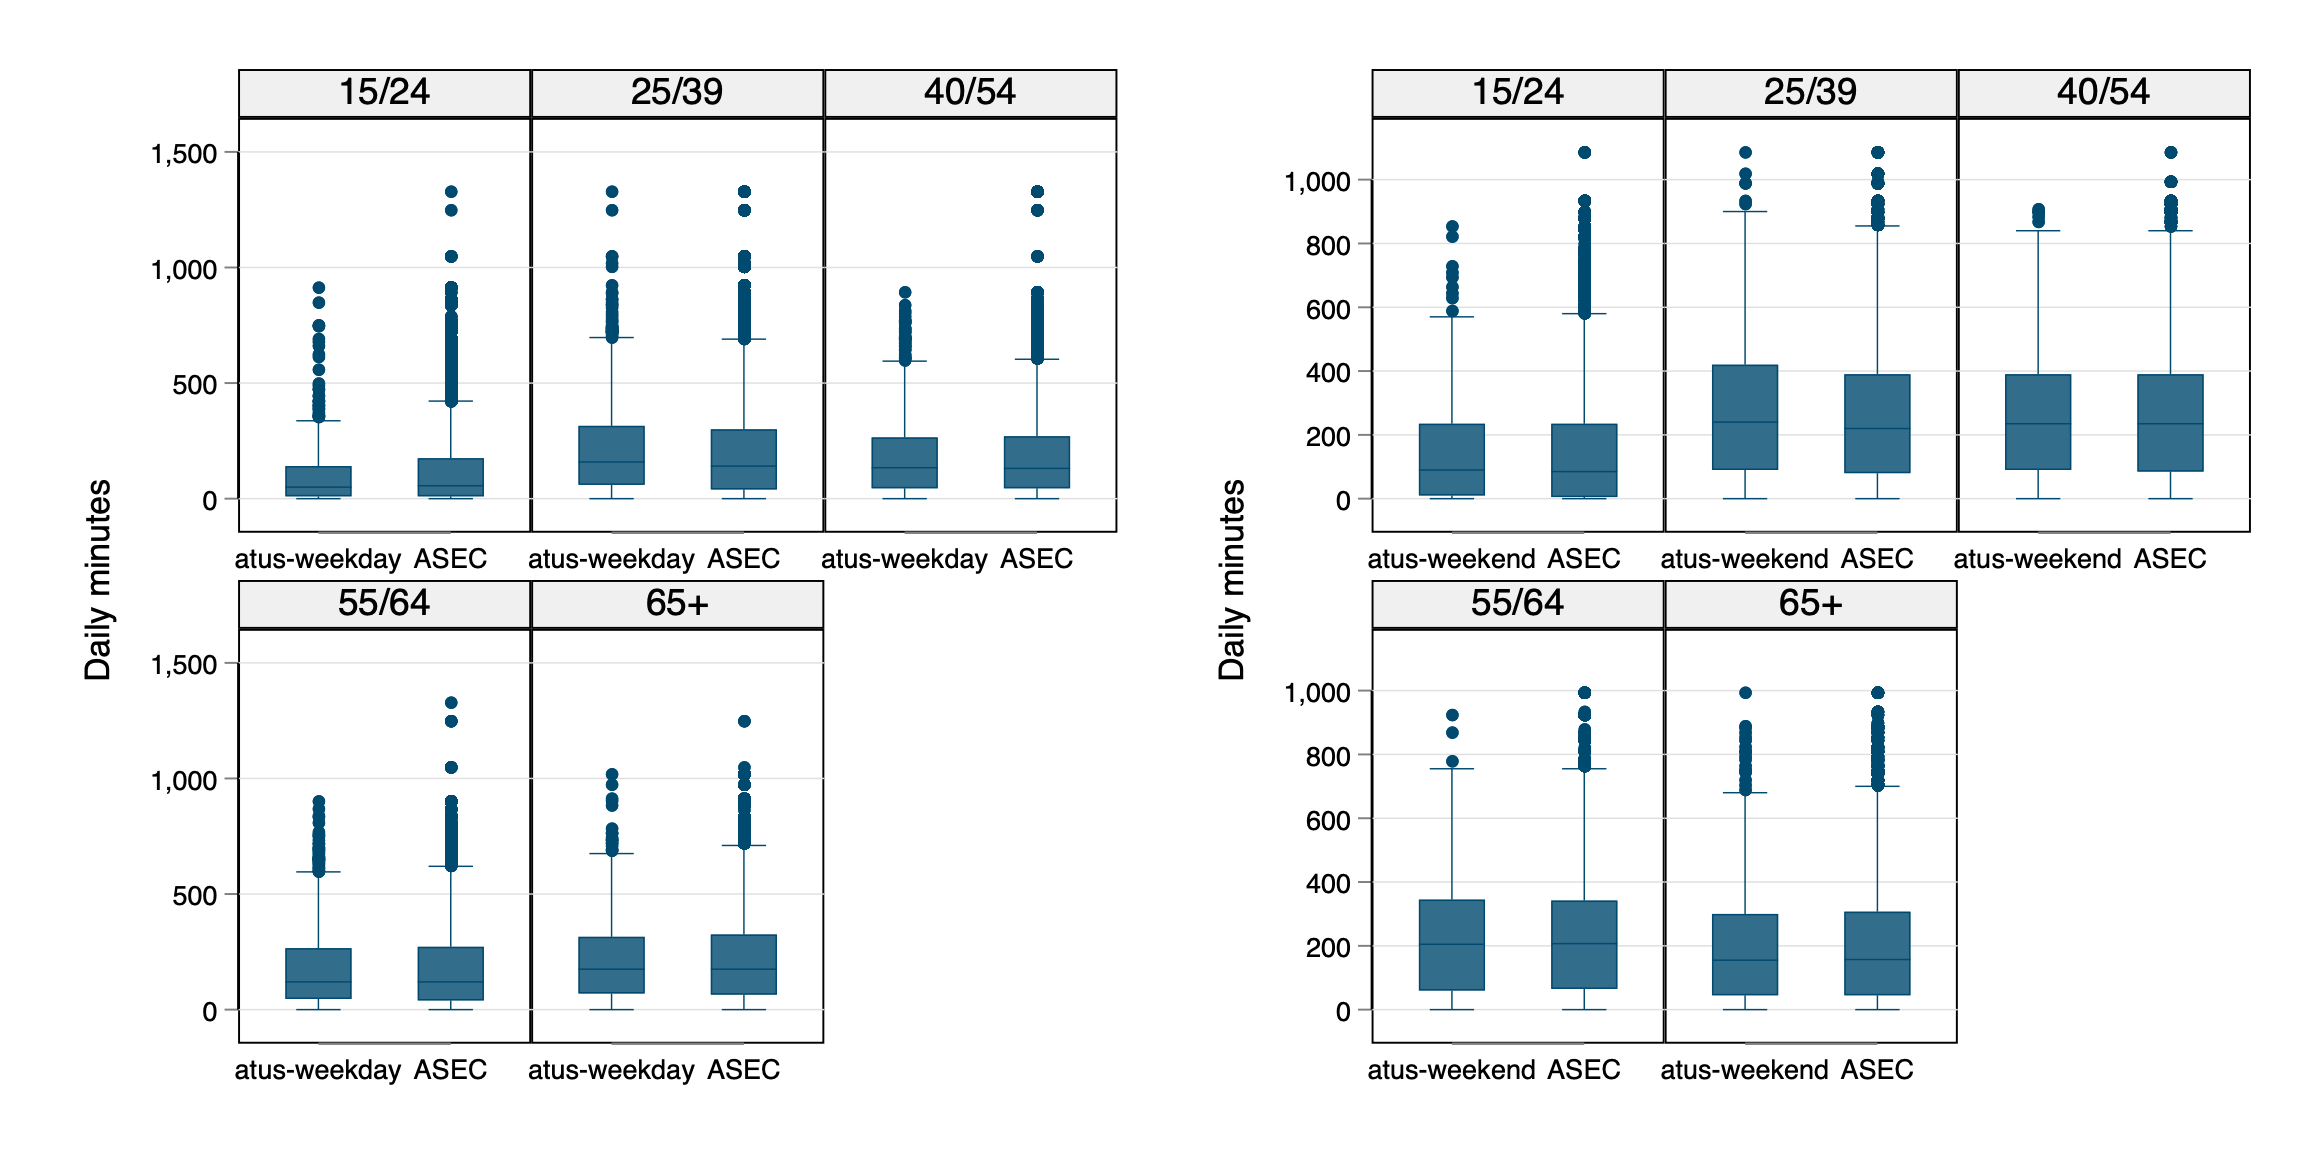 15/24 25/39 40/54
1,500
1,000
500
0
atus-weekday ASEC atus-weekday ASEC atus-weekday ASEC
55/64 65+
1,500
1,000
500
0
atus-weekday ASEC atus-weekday ASEC
Daily minutes
15/24 25/39 40/54
1,000
800
600
400
200
0
atus-weekend ASEC atus-weekend ASEC atus-weekend ASEC
55/64 65+
1,000
800
600
400
200
0
atus-weekend ASEC atus-weekend ASEC
Daily minutes